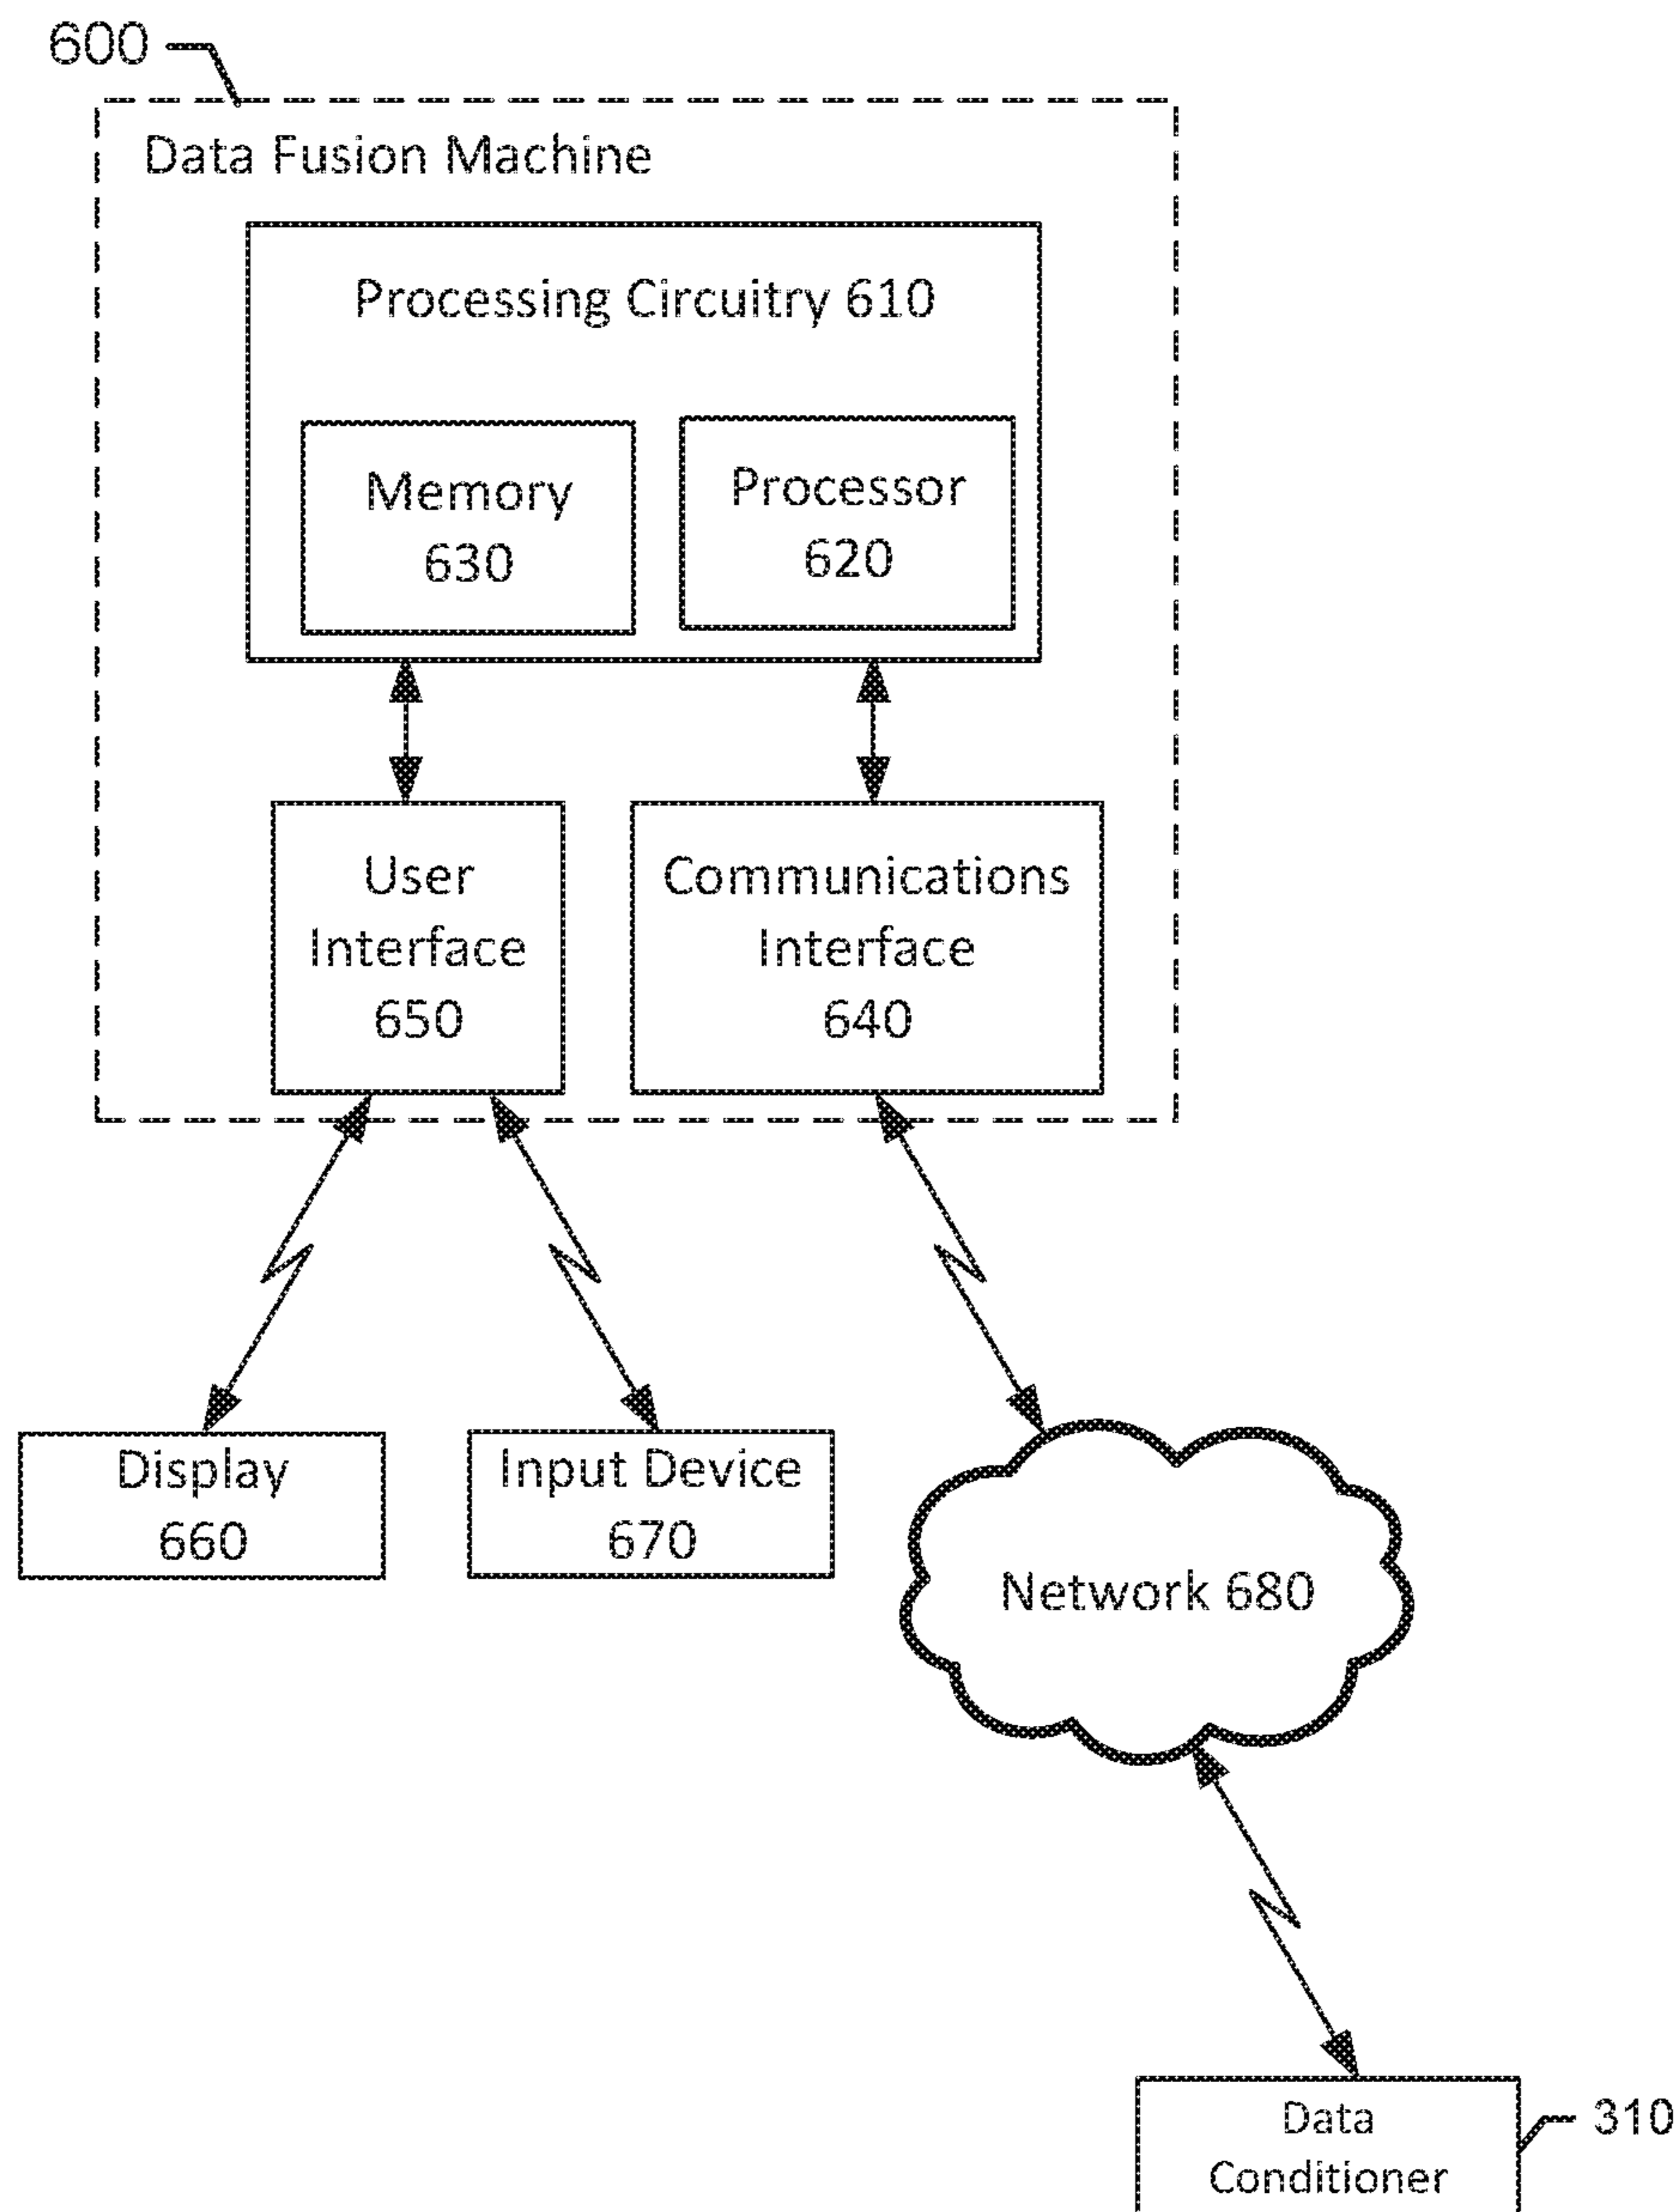 600
Data Fusion Machine
Processing Circuitry 610
Memory
630
Processor
620
User
Interface
650
Communications
Interface
640
Display
660
Input Device
670
Network 680
Data
Conditioner
310